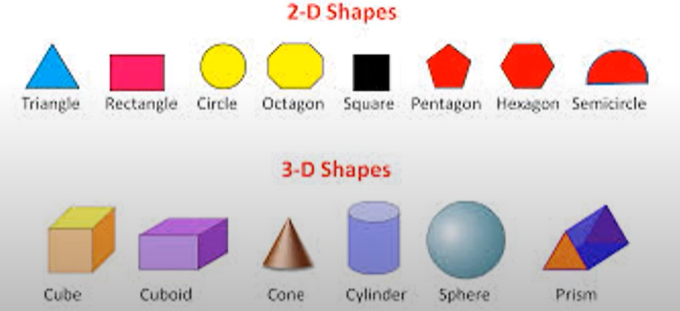 2-D Shapes
Triangle Rectangle Circle Octagon Square Pentagon Hexagon Semicircle
3-D Shapes
Cube Cuboid Cone Cylinder Sphere Prism